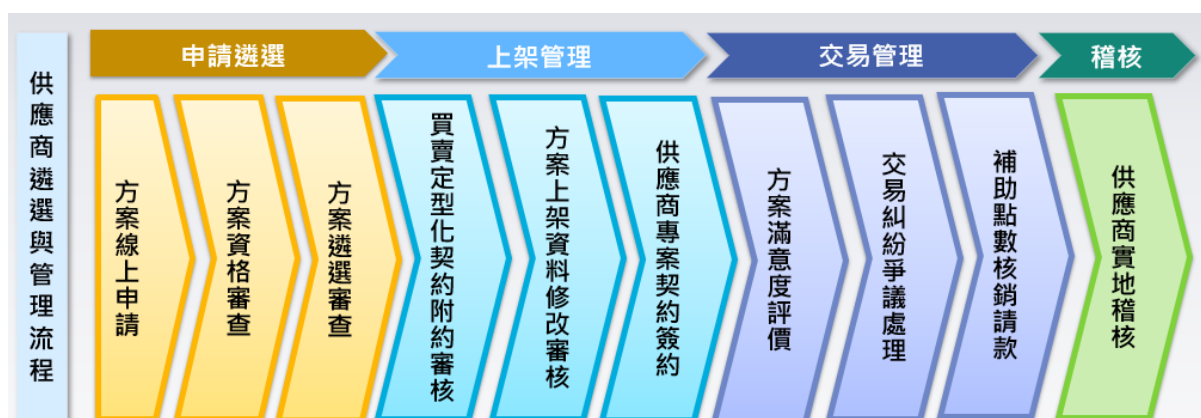 供應商遴選與管理流程
申請遴選
上架管理
交易管理
稽核
方案線上申請
方案資格審查
方案遴選審查
買賣定型化契約附約審核
方案上架資料修改審核
供應商專案契約簽約
方案滿意度評價
交易糾紛爭議處理
補助點數核銷請款
供應商實地稽核